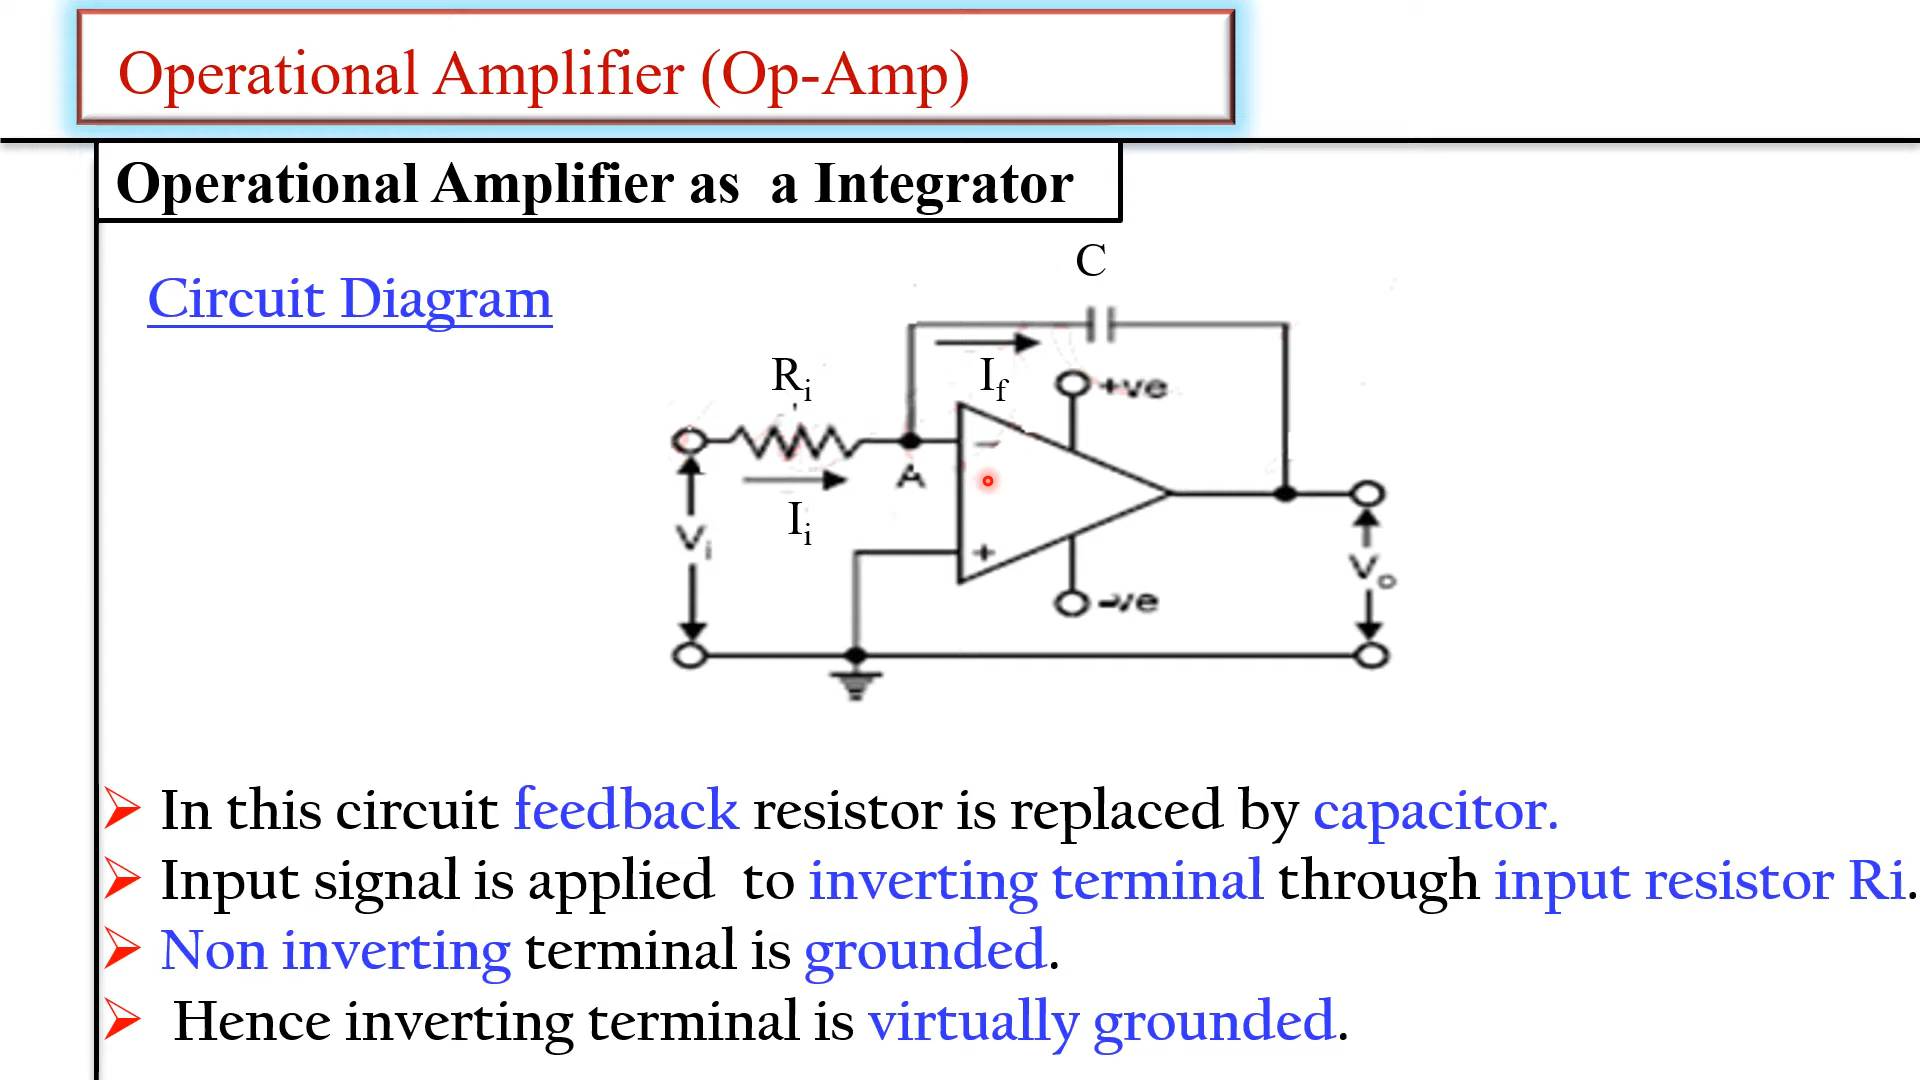 Operational Amplifier (Op-Amp)
Operational Amplifier as a Integrator
Circuit Diagram
C
Ri
If
+ve
−
A
Ii
Vi
+
Vo
-ve
In this circuit feedback resistor is replaced by capacitor.
Input signal is applied to inverting terminal through input resistor Ri.
Non inverting terminal is grounded.
Hence inverting terminal is virtually grounded.